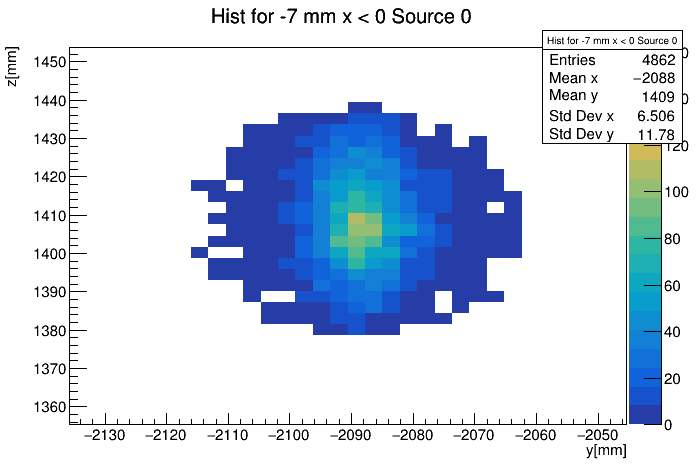 Hist for -7 mm x < 0 Source 0
Hist for -7 mm x < 0 Source 0
Entries 4862
Mean x −2088
Mean y 1409
Std Dev x 6.506
Std Dev y 11.78
z[mm]
1450
1440
1430
1420
1410
1400
1390
1380
1370
1360
120
100
80
60
40
20
0
−2130 −2120 −2110 −2100 −2090 −2080 −2070 −2060 −2050
y[mm]